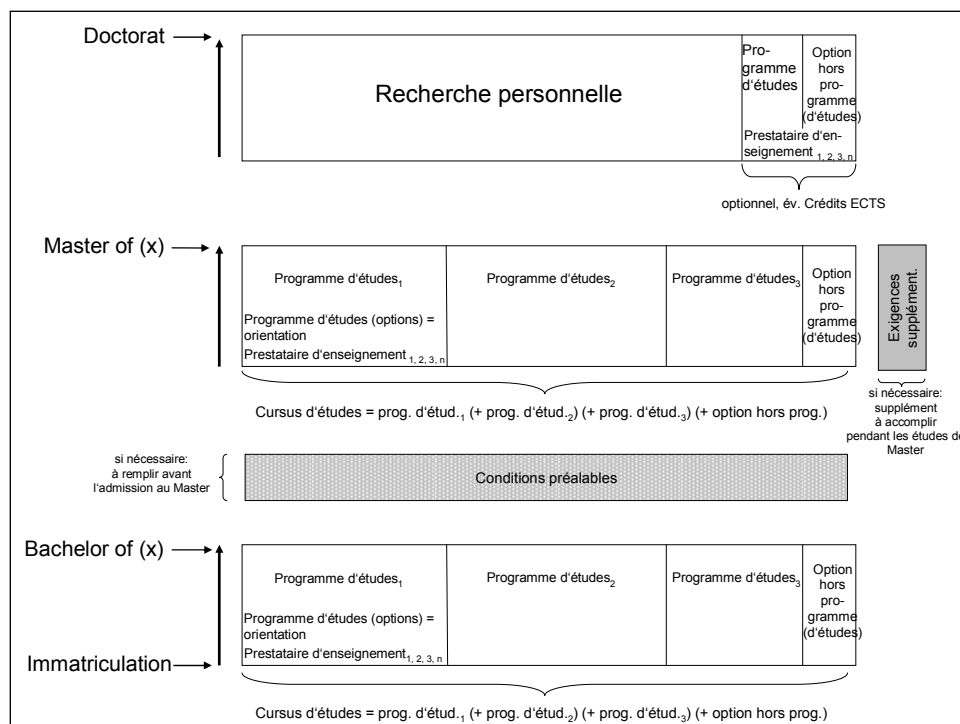 Doctorat
Recherche personnelle
Pro-
gramme
d'études
Option
hors
pro-
gramme
(d'études)
Prestataire d'en-
seignement 1, 2, 3, n
optionnel, év. Crédits ECTS
Master of (x)
Programme d'études1
Programme d'études2
Programme d'études3
Option
hors
pro-
gramme
(d'études)
Programme d'études (options) =
orientation
Prestataire d'enseignement 1, 2, 3, n
Exigences
supplément.
Cursus d'études = prog. d'étud.1 (+ prog. d'étud.2) (+ prog. d'étud.3) (+ option hors prog.)
si nécessaire:
supplément
à accomplir
pendant les études de
Master
si nécessaire:
à remplir avant
l'admission au Master
Conditions préalables
Bachelor of (x)
Programme d'études1
Programme d'études2
Programme d'études3
Option
hors
pro-
gramme
(d'études)
Programme d'études (options) =
orientation
Prestataire d'enseignement 1, 2, 3, n
Immatriculation
Cursus d'études = prog. d'étud.1 (+ prog. d'étud.2) (+ prog. d'étud.3) (+ option hors prog.)